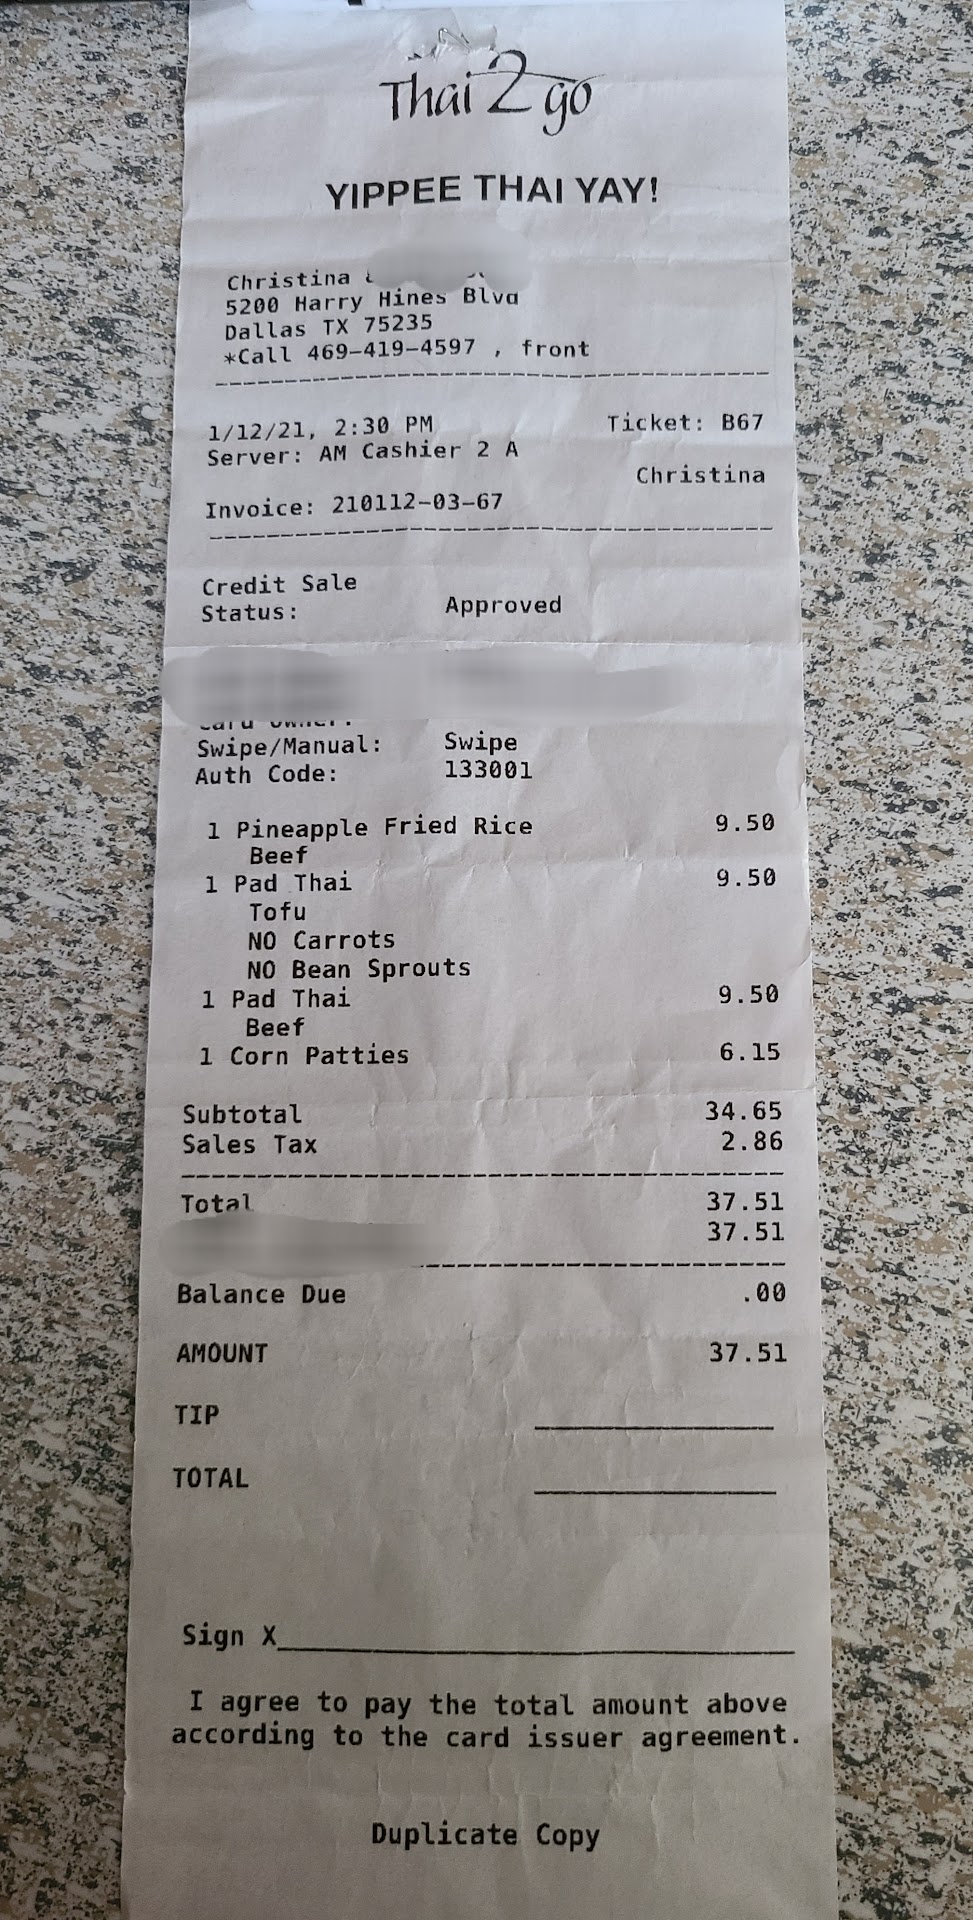 Thai 2 go
YIPPEE THAI YAY!
Christina
5200 Harry Hines Blvd
Dallas TX 75235
*Call 469-419-4597 , front
1/12/21, 2:30 PM Ticket: B67
Server: AM Cashier 2 A
Christina
Invoice: 210112-03-67
Credit Sale
Status: Approved
Swipe/Manual: Swipe
Auth Code: 133001
1 Pineapple Fried Rice 9.50
Beef
1 Pad Thai 9.50
Tofu
NO Carrots
NO Bean Sprouts
1 Pad Thai 9.50
Beef
1 Corn Patties 6.15
Subtotal 34.65
Sales Tax 2.86
Total 37.51
37.51
Balance Due .00
AMOUNT 37.51
TIP
TOTAL
Sign X
I agree to pay the total amount above
according to the card issuer agreement.
Duplicate Copy